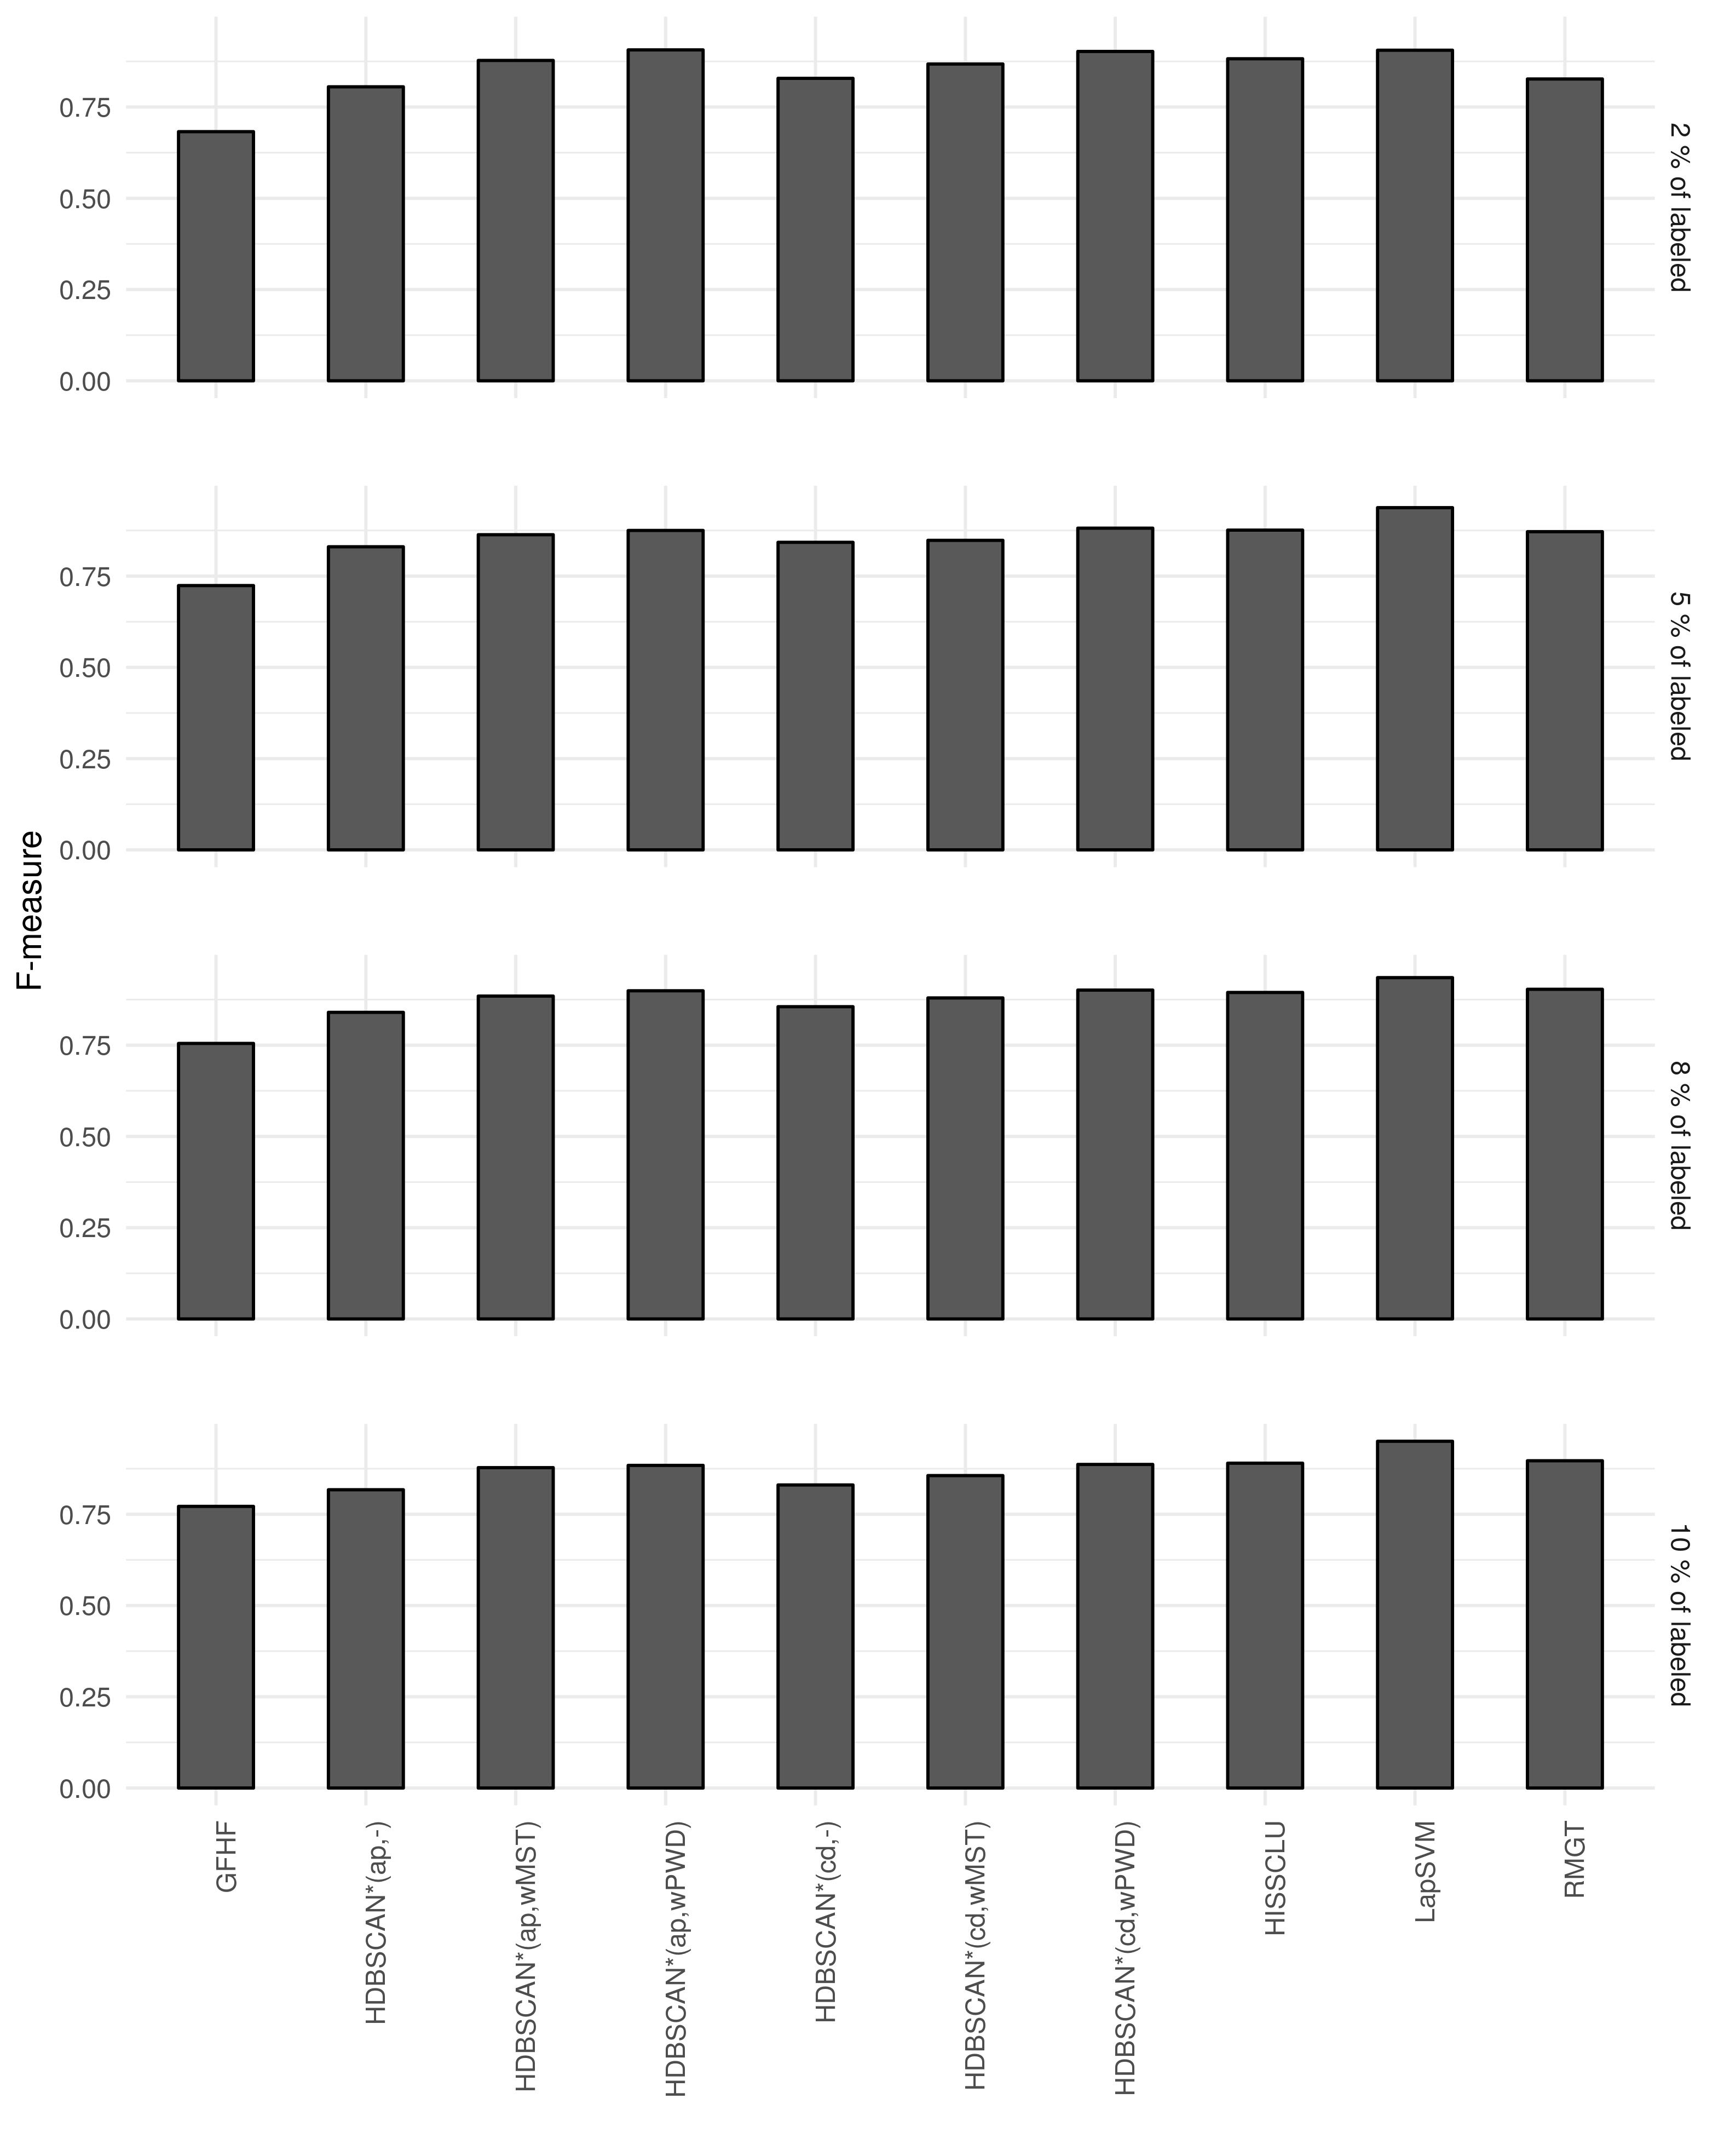 F-measure
0.75
0.50
0.25
0.00
2 % of labeled
0.75
0.50
0.25
0.00
5 % of labeled
0.75
0.50
0.25
0.00
8 % of labeled
0.75
0.50
0.25
0.00
10 % of labeled
GFHF
HDBSCAN*(ap,-)
HDBSCAN*(ap,wMST)
HDBSCAN*(ap,wPWD)
HDBSCAN*(cd,-)
HDBSCAN*(cd,wMST)
HDBSCAN*(cd,wPWD)
HISSCLU
LapSVM
RMGT